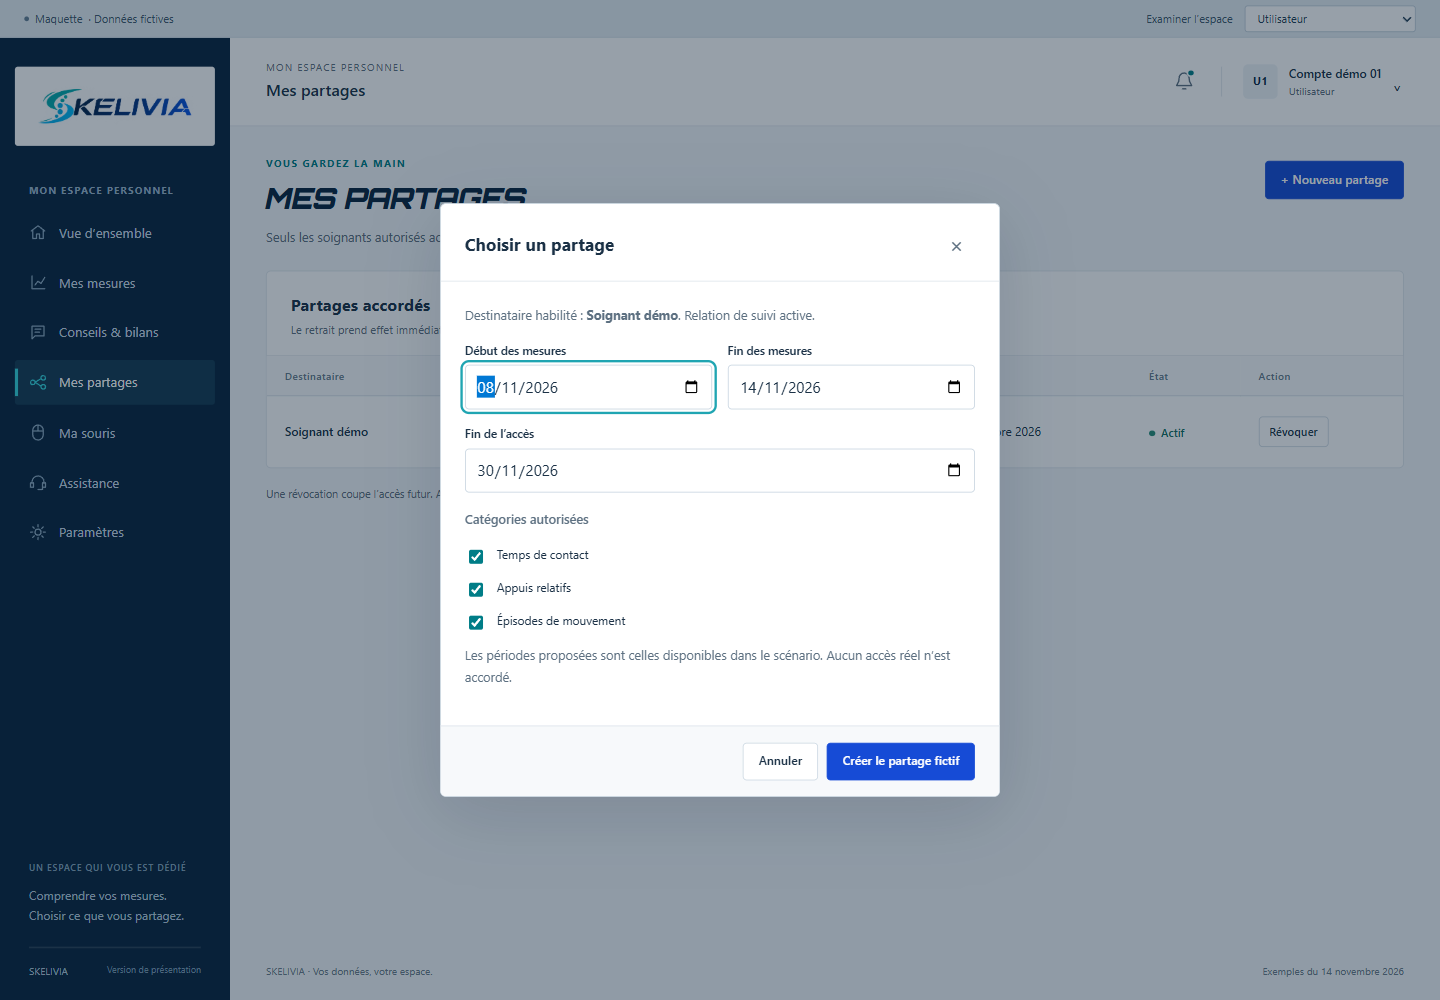 Maquette · Données fictives
Examiner l'espace
Utilisateur
SKELIVIA
MON ESPACE PERSONNEL
Vue d'ensemble
Mes mesures
Conseils & bilans
Mes partages
Ma souris
Assistance
Paramètres
UN ESPACE QUI VOUS EST DÉDIÉ
Comprendre vos mesures.
Choisir ce que vous partagez.
SKELIVIA
Version de présentation
MON ESPACE PERSONNEL
Mes partages
U1
Compte démo 01
Utilisateur
VOUS GARDEZ LA MAIN
MES PARTAGES
+ Nouveau partage
Seuls les soignants autorisés
Partages accordés
Le retrait prend effet
Destinataire
État
Action
Soignant démo
2026
Actif
Révoquer
Une révocation coupe l'accès futur.
Choisir un partage
Destinataire habilité : Soignant démo. Relation de suivi active.
Début des mesures
Fin des mesures
08/11/2026
14/11/2026
Fin de l'accès
30/11/2026
Catégories autorisées
Temps de contact
Appuis relatifs
Épisodes de mouvement
Les périodes proposées sont celles disponibles dans le scénario. Aucun accès réel n'est
accordé.
Annuler
Créer le partage fictif
SKELIVIA · Vos données, votre espace.
Exemples du 14 novembre 2026